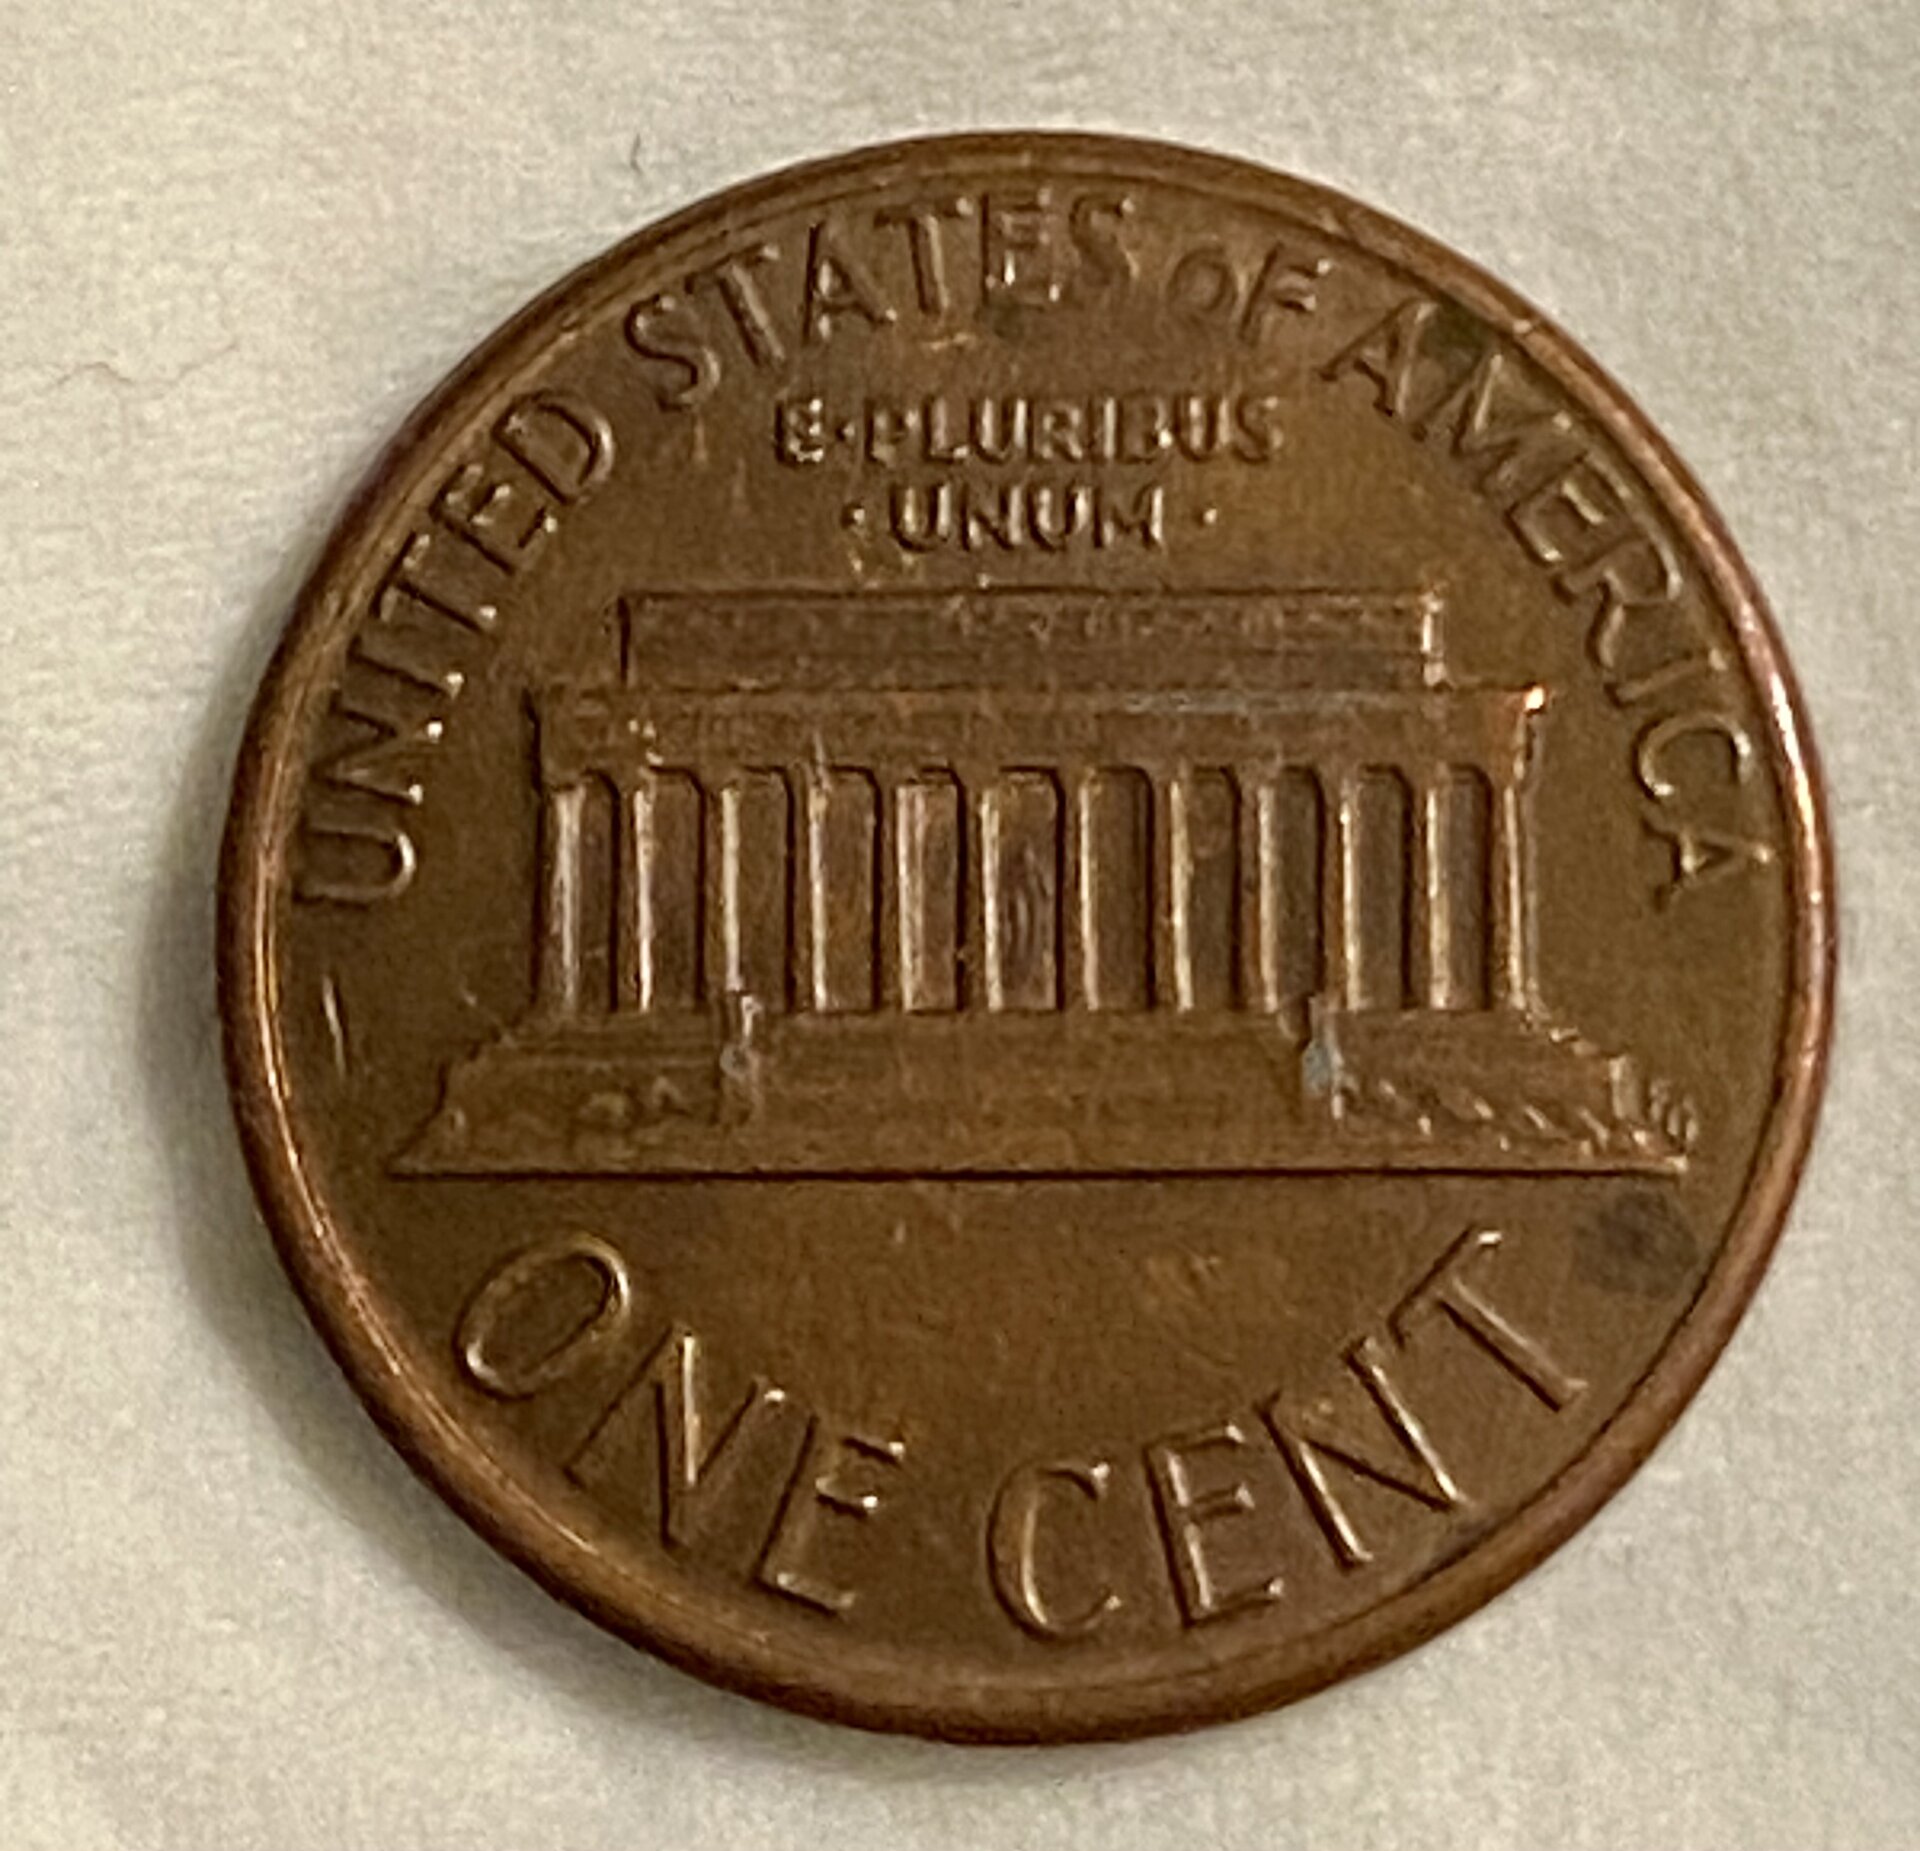 UNITED STATES OF AMERICA
E·PLURIBUS
·UNUM·
ONE CENT